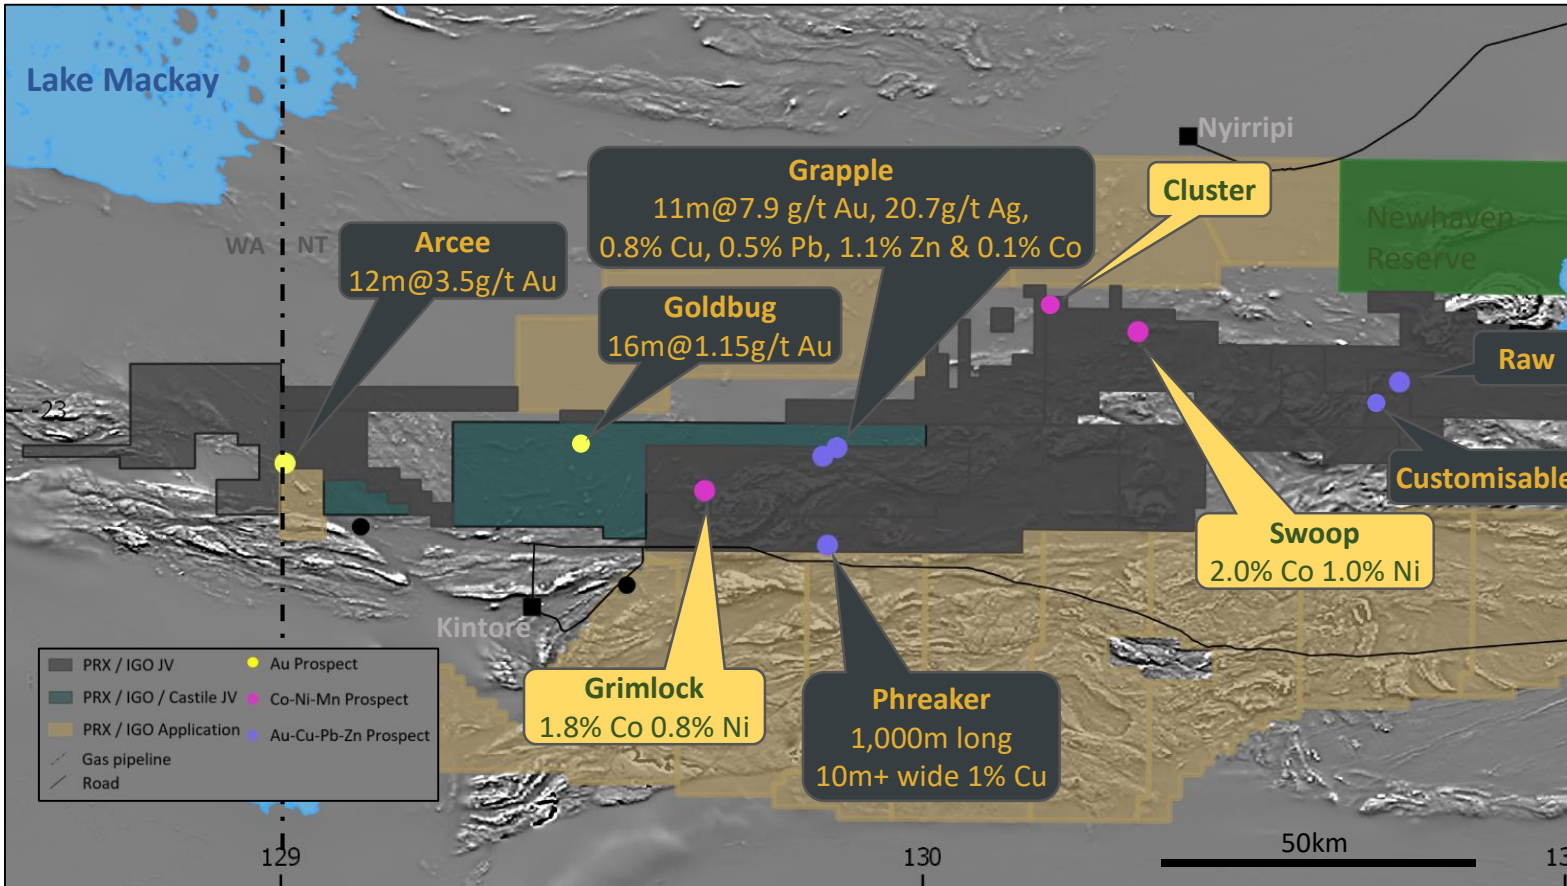 Lake Mackay
Nyirripi
Grapple
11m@7.9 g/t Au, 20.7g/t Ag,
0.8% Cu, 0.5% Pb, 1.1% Zn & 0.1% Co
Cluster
Newhaven
Reserve
WA
NT
Arcee
12m@3.5g/t Au
Goldbug
16m@1.15g/t Au
Raw
-23
Customisable
Swoop
2.0% Co 1.0% Ni
Kintore
Grimlock
1.8% Co 0.8% Ni
Phreaker
1,000m long
10m+ wide 1% Cu
PRX / IGO JV
Au Prospect
PRX / IGO / Castile JV
Co-Ni-Mn Prospect
PRX / IGO Application
Au-Cu-Pb-Zn Prospect
Gas pipeline
Road
50km
129
130